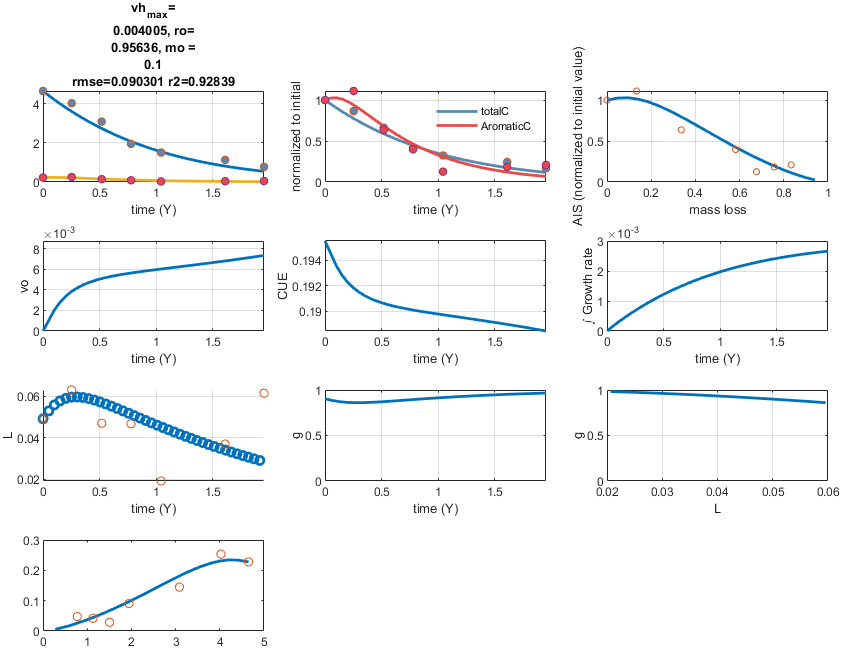 vh_max=
0.004005, ro=
0.95636, mo =
0.1
rmse=0.090301 r2=0.92839
4
2
0
0 0.5 1 1.5
time (Y)
normalized to initial
1
0.5
0
totalC
AromaticC
0 0.5 1 1.5
time (Y)
AIS (normalized to initial value)
1
0.5
0
0 0.2 0.4 0.6 0.8 1
mass loss
×10^-3
vo
8
6
4
2
0
0 0.5 1 1.5
time (Y)
CUE
0.194
0.192
0.19
0 0.5 1 1.5
time (Y)
×10^-3
∫ Growth rate
3
2
1
0
0 0.5 1 1.5
time (Y)
L
0.06
0.04
0.02
0 0.5 1 1.5
time (Y)
g
1
0.5
0
0 0.5 1 1.5
time (Y)
g
1
0.5
0
0.02 0.03 0.04 0.05 0.06
L
0.3
0.2
0.1
0
0 1 2 3 4 5